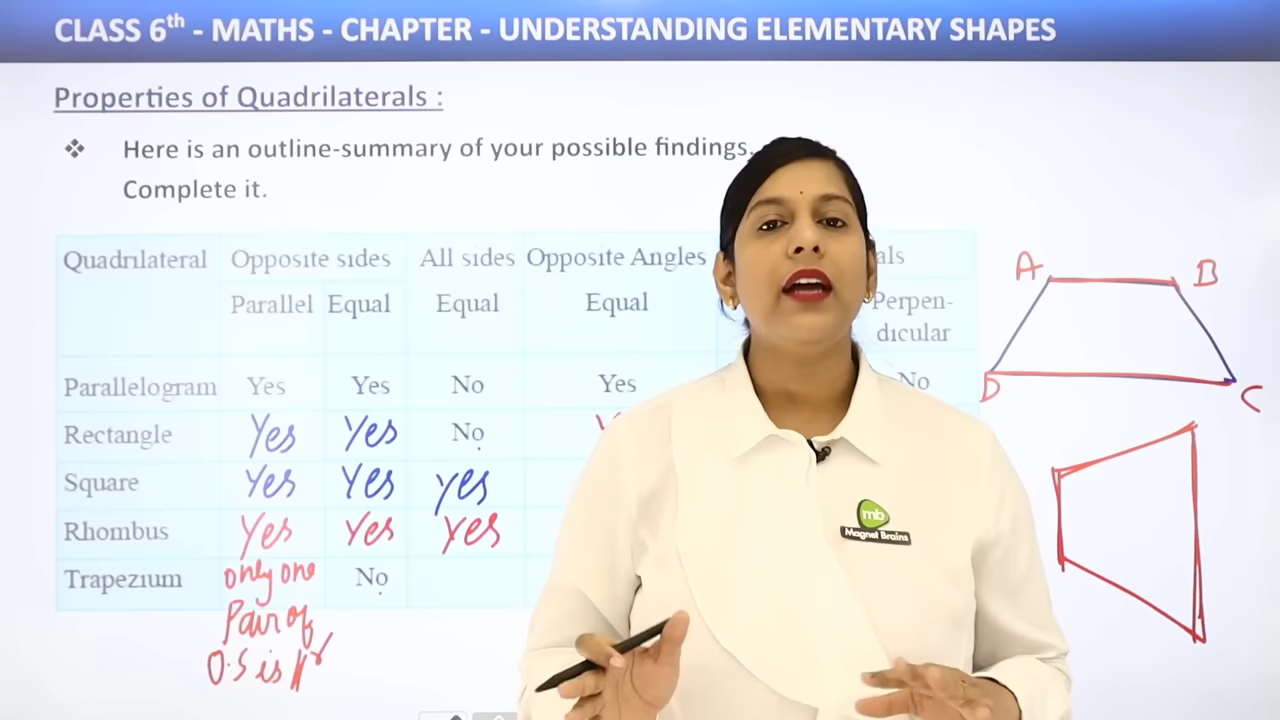 CLASS 6th - MATHS - CHAPTER - UNDERSTANDING ELEMENTARY SHAPES
Properties of Quadrilaterals :
❖ Here is an outline-summary of your possible findings.
Complete it.
Quadrilateral Opposite sides All sides Opposite Angles
Parallel Equal Equal Equal Perpen-
dicular
Parallelogram Yes Yes No Yes No
Rectangle Yes Yes No
Square Yes Yes Yes
Rhombus Yes Yes Yes
Trapezium only one No
Pair of
O.S is
A B
D C
mb
Magnet Brains